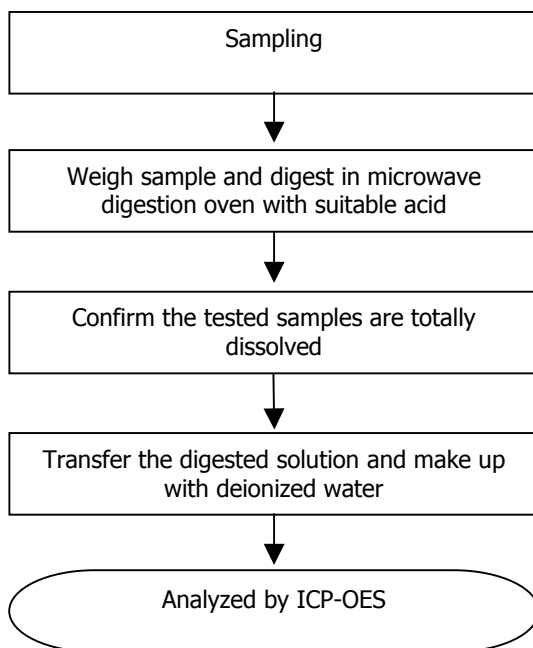 Sampling
Weigh sample and digest in microwave
digestion oven with suitable acid
Confirm the tested samples are totally
dissolved
Transfer the digested solution and make up
with deionized water
Analyzed by ICP-OES